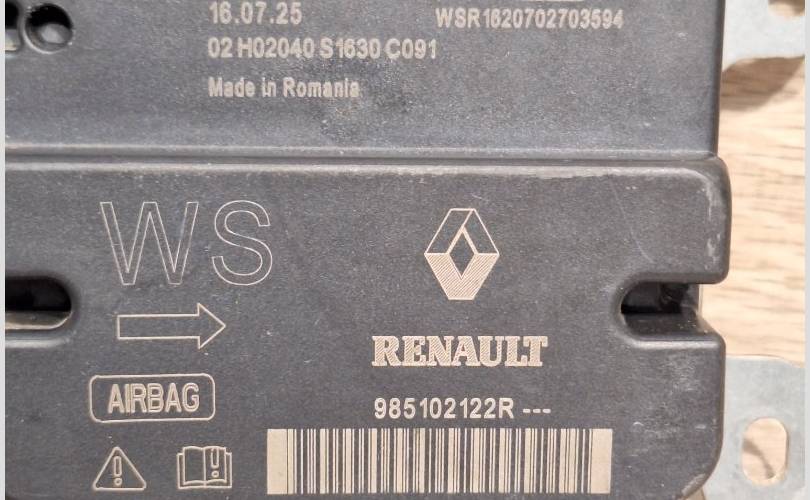 16.07.25
WSR1620702703594
02 H02040 S1630 C091
Made in Romania
WS
RENAULT
AIRBAG
985102122R ---